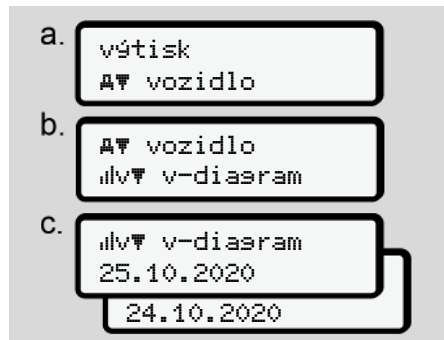 a.
výtisk
vozidlo
b.
vozidlo
v v-diagram
c.
v v-diagram
25.10.2020
24.10.2020